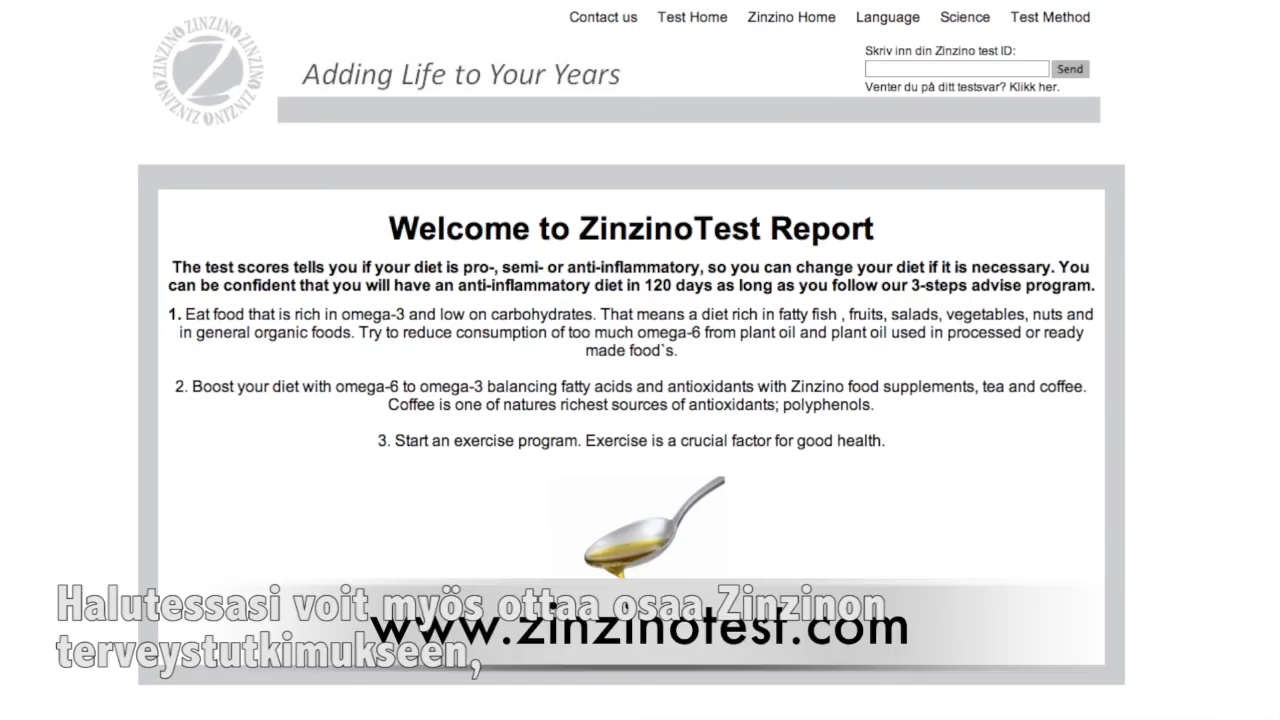 Contact us Test Home Zinzino Home Language Science Test Method
ZINZINO ZINZINO ZINZINO ZINZINO
Z
Adding Life to Your Years
Skriv inn din Zinzino test ID:
Send
Venter du på ditt testsvar? Klikk her.
Welcome to ZinzinoTest Report
The test scores tells you if your diet is pro-, semi- or anti-inflammatory, so you can change your diet if it is necessary. You
can be confident that you will have an anti-inflammatory diet in 120 days as long as you follow our 3-steps advise program.
1. Eat food that is rich in omega-3 and low on carbohydrates. That means a diet rich in fatty fish , fruits, salads, vegetables, nuts and
in general organic foods. Try to reduce consumption of too much omega-6 from plant oil and plant oil used in processed or ready
made food`s.
2. Boost your diet with omega-6 to omega-3 balancing fatty acids and antioxidants with Zinzino food supplements, tea and coffee.
Coffee is one of natures richest sources of antioxidants; polyphenols.
3. Start an exercise program. Exercise is a crucial factor for good health.
Halutessasi voit myös ottaa osaa Zinzinon
www.zinzinotest.com
terveystutkimukseen,